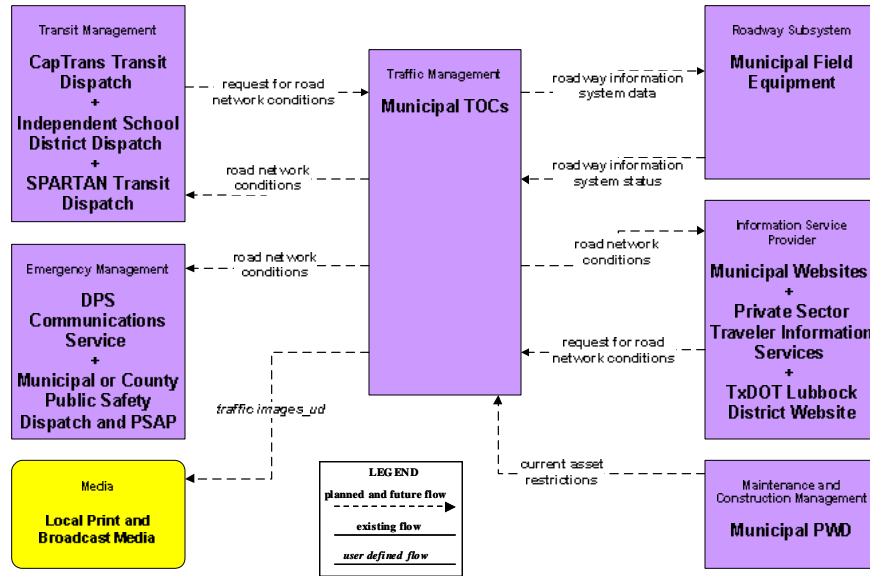 Transit Management
CapTrans Transit
Dispatch
+
Independent School
District Dispatch
+
SPARTAN Transit
Dispatch
request for road
network conditions
road network
conditions
Traffic Management
Municipal TOCs
roadway information
system data
roadway information
system status
Roadway Subsystem
Municipal Field
Equipment
Emergency Management
DPS
Communications
Service
+
Municipal or County
Public Safety
Dispatch and PSAP
road network
conditions
traffic images_ud
road network
conditions
request for road
network conditions
Information Service
Provider
Municipal Websites
+
Private Sector
Traveler Information
Services
+
TxDOT Lubbock
District Website
Media
Local Print and
Broadcast Media
LEGEND
planned and future flow
existing flow
user defined flow
current asset
restrictions
Maintenance and
Construction Management
Municipal PWD